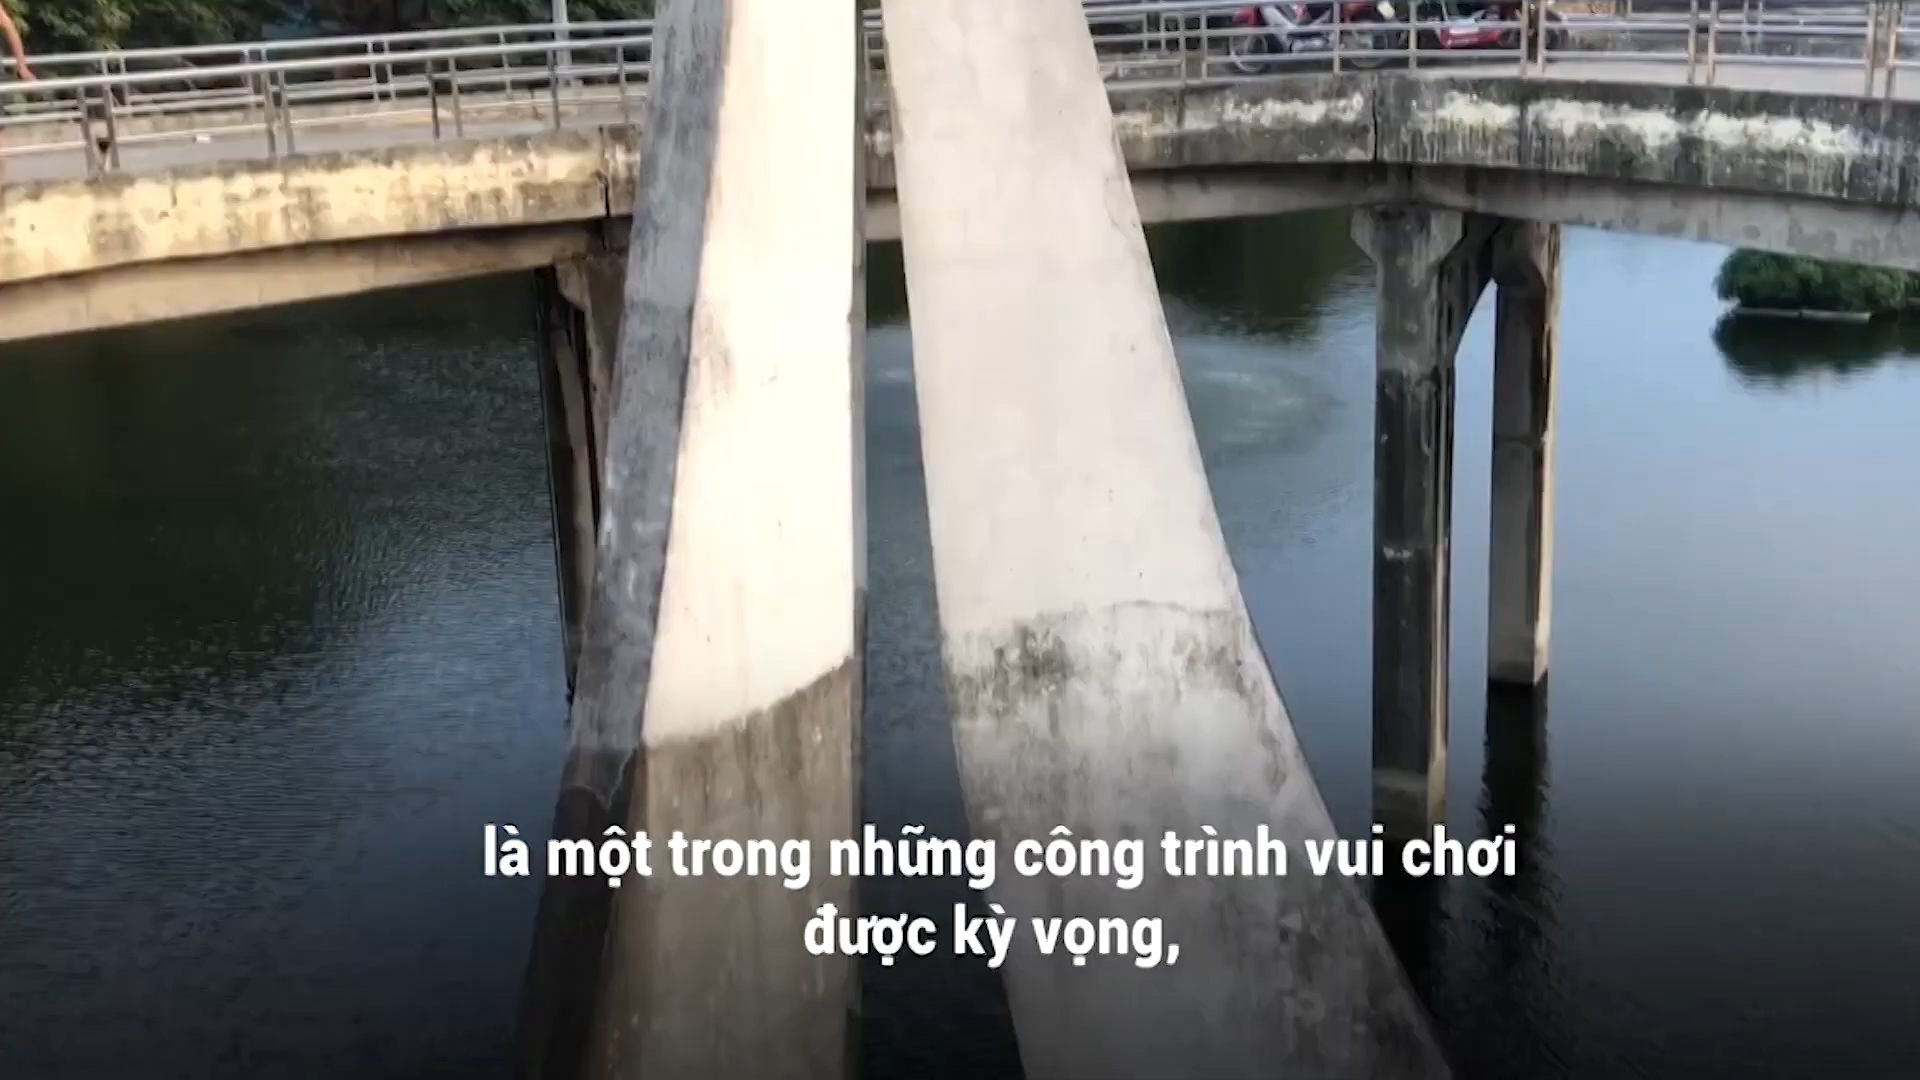 là một trong những công trình vui chơi
được kỳ vọng,